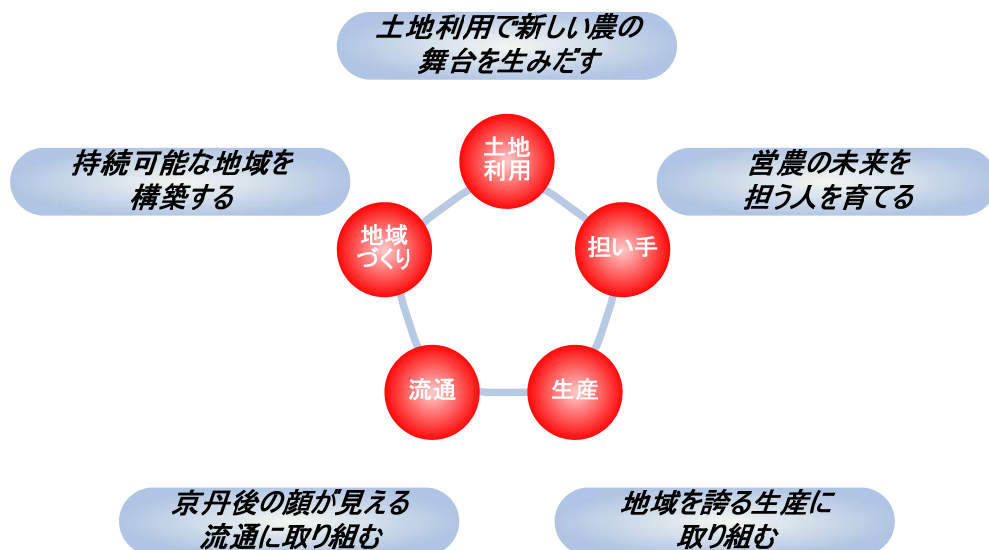 土地利用で新しい農の
舞台を生みだす
土地
利用
持続可能な地域を
構築する
営農の未来を
担う人を育てる
地域
づくり
担い手
流通
生産
京丹後の顔が見える
流通に取り組む
地域を誇る生産に
取り組む